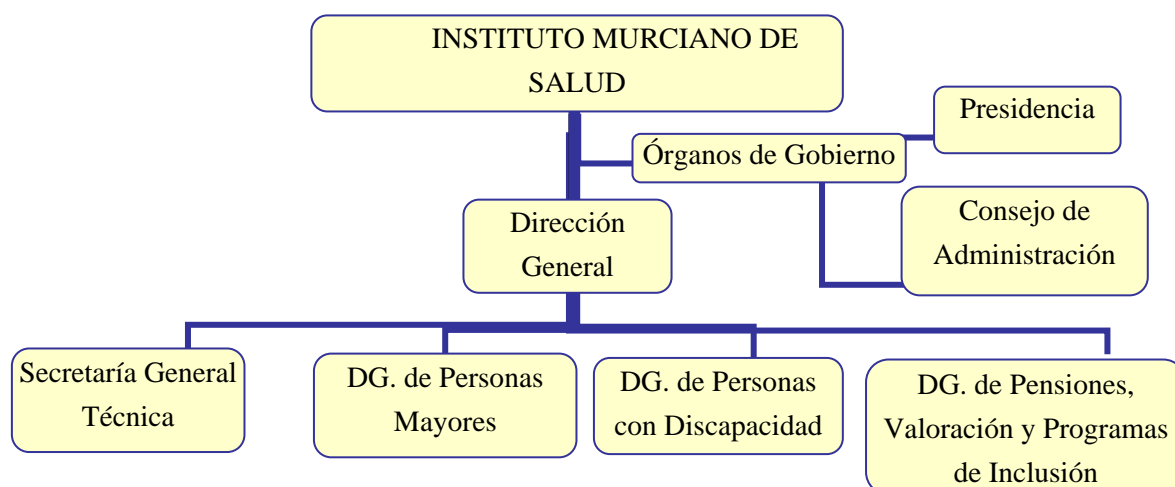 INSTITUTO MURCIANO DE
SALUD
Presidencia
Órganos de Gobierno
Consejo de
Administración
Dirección
General
Secretaría General
Técnica
DG. de Personas
Mayores
DG. de Personas
con Discapacidad
DG. de Pensiones,
Valoración y Programas
de Inclusión